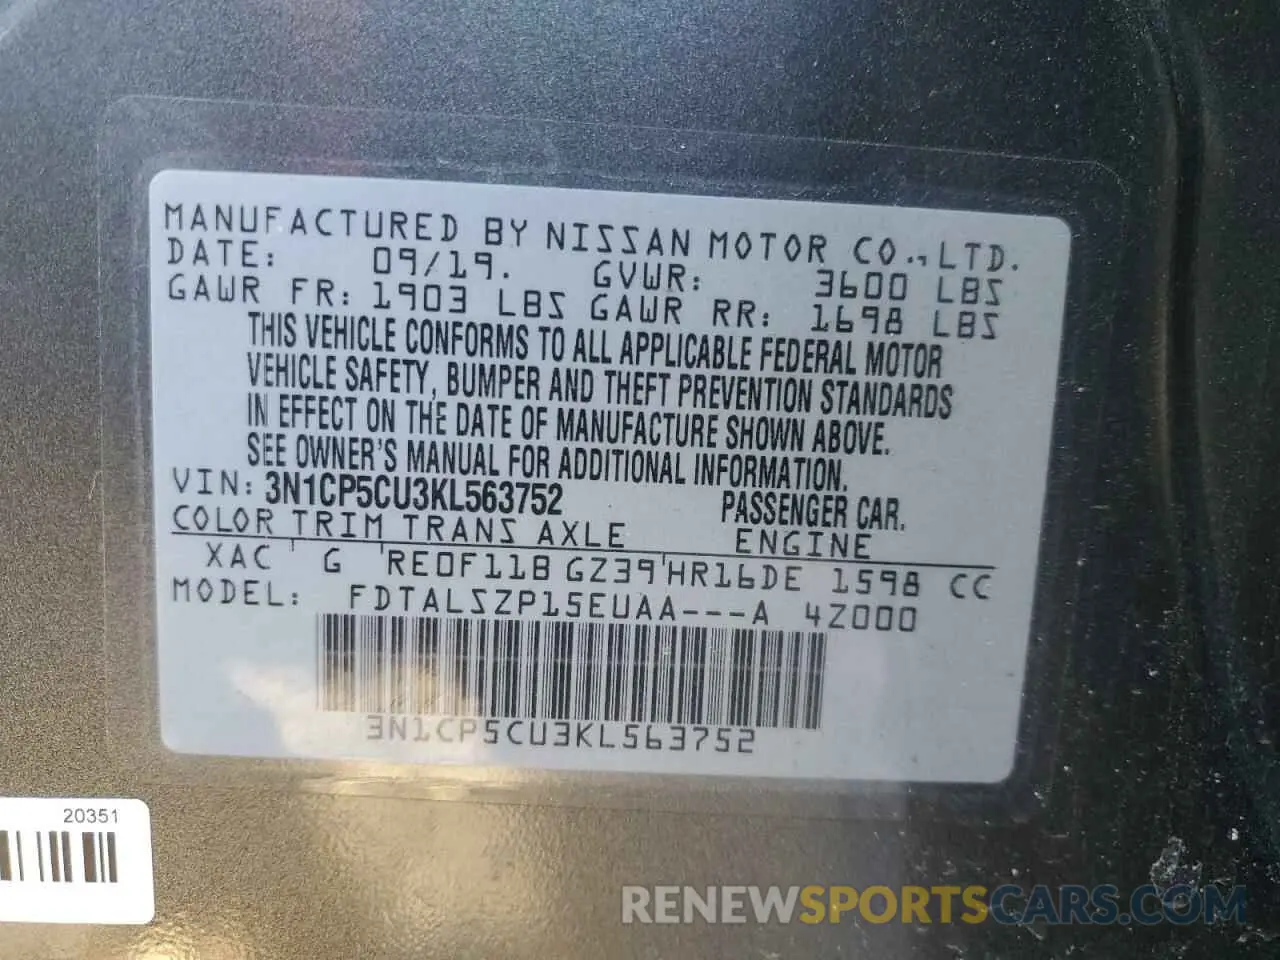 MANUFACTURED BY NISSAN MOTOR CO., LTD.
DATE: 09/19. GVWR: 3600 LBS
GAWR FR: 1903 LBS GAWR RR: 1698 LBS
THIS VEHICLE CONFORMS TO ALL APPLICABLE FEDERAL MOTOR
VEHICLE SAFETY, BUMPER AND THEFT PREVENTION STANDARDS
IN EFFECT ON THE DATE OF MANUFACTURE SHOWN ABOVE.
SEE OWNER'S MANUAL FOR ADDITIONAL INFORMATION.
VIN: 3N1CP5CU3KL563752 PASSENGER CAR.
COLOR TRIM TRANS AXLE ENGINE
XAC G RE0F11B GZ39 HR16DE 1598 CC
MODEL: FDTALSZP15EUAA---A 4Z000
3N1CP5CU3KL563752
20351
RENEWSPORTSCARS.COM